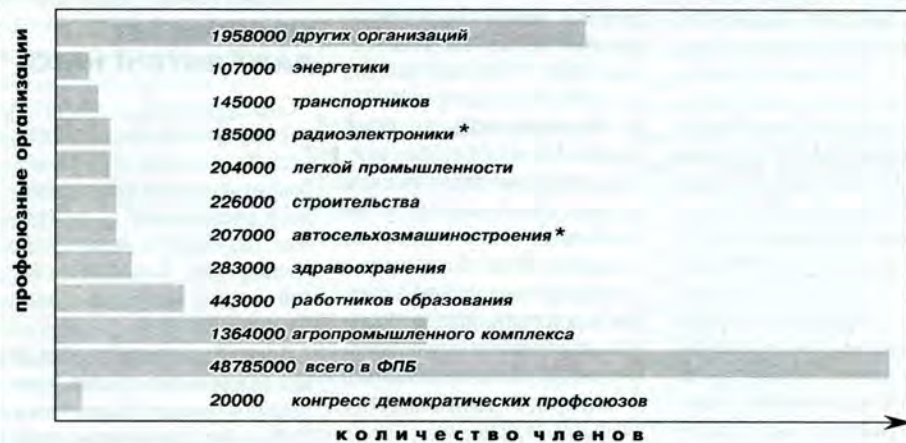 профсоюзные организации
1958000 других организаций
107000 энергетики
145000 транспортников
185000 радиоэлектроники *
204000 легкой промышленности
226000 строительства
207000 автосельхозмашиностроения *
283000 здравоохранения
443000 работников образования
1364000 агропромышленного комплекса
48785000 всего в ФПБ
20000 конгресс демократических профсоюзов
количество членов